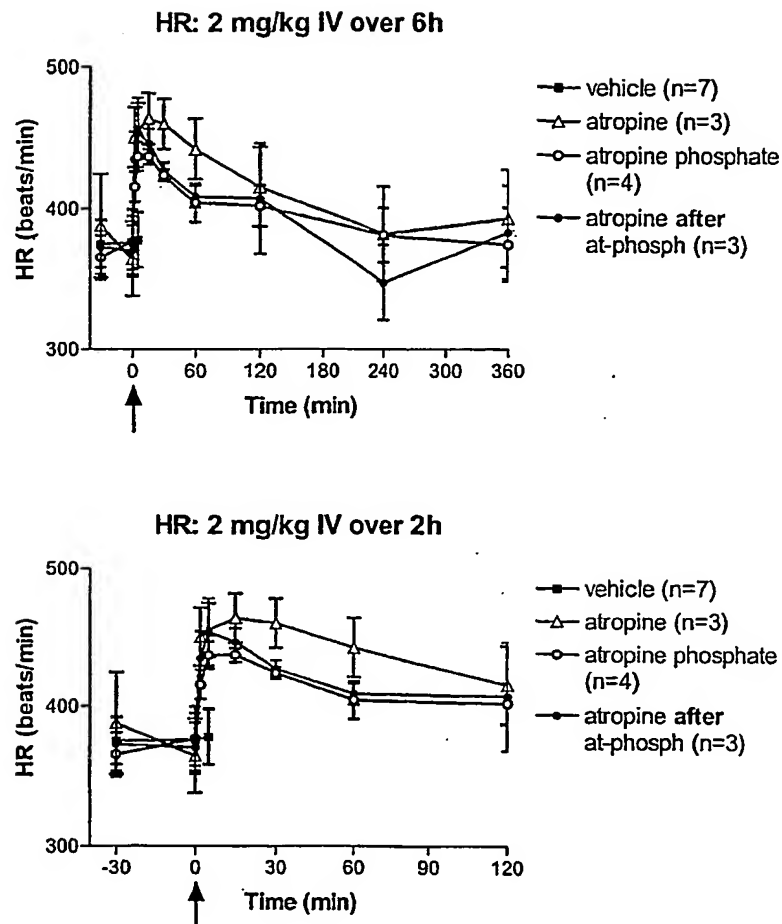 HR: 2 mg/kg IV over 6h
500
400
300
HR (beats/min)
0 60 120 180 240 300 360
Time (min)
vehicle (n=7)
atropine (n=3)
atropine phosphate
(n=4)
atropine after
at-phosph (n=3)
HR: 2 mg/kg IV over 2h
500
400
300
HR (beats/min)
-30 0 30 60 90 120
Time (min)
vehicle (n=7)
atropine (n=3)
atropine phosphate
(n=4)
atropine after
at-phosph (n=3)